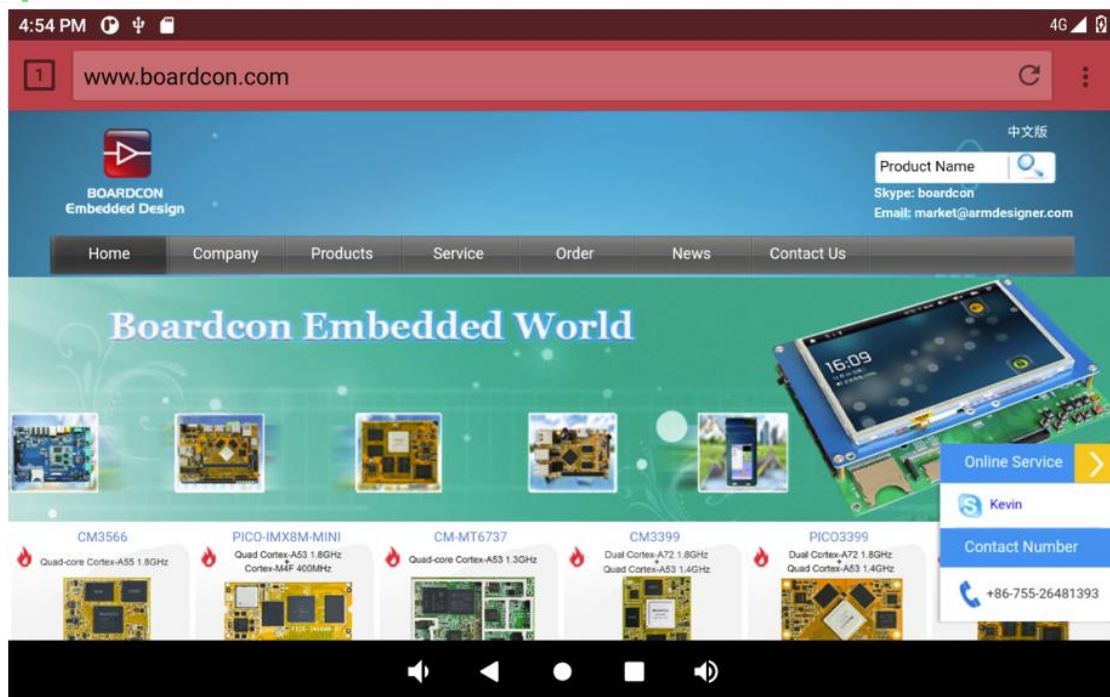 4:54 PM
4G
1
www.boardcon.com
中文版
BOARDCON
Embedded Design
Product Name
Skype: boardcon
Email: market@armdesigner.com
Home Company Products Service Order News Contact Us
Boardcon Embedded World
16:09
Online Service
Kevin
Contact Number
+86-755-26481393
CM3566
Quad-core Cortex-A55 1.8GHz
PICO-IMX8M-MINI
Quad Cortex-A53 1.8GHz
+
Cortex-M4F 400MHz
CM-MT6737
Quad-core Cortex-A53 1.3GHz
CM3399
Dual Cortex-A72 1.8GHz
+
Quad Cortex-A53 1.4GHz
PICO3399
Dual Cortex-A72 1.8GHz
+
Quad Cortex-A53 1.4GHz